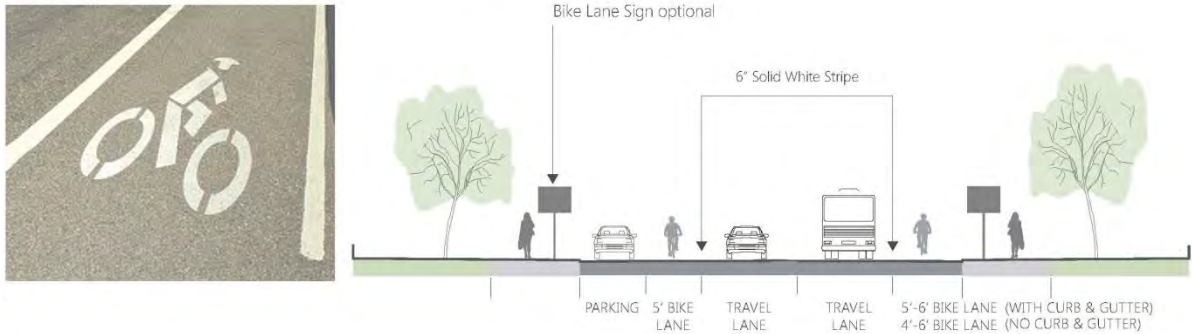 Bike Lane Sign optional
6" Solid White Stripe
PARKING
5' BIKE
LANE
TRAVEL
LANE
TRAVEL
LANE
5'-6' BIKE LANE (WITH CURB & GUTTER)
4'-6' BIKE LANE (NO CURB & GUTTER)